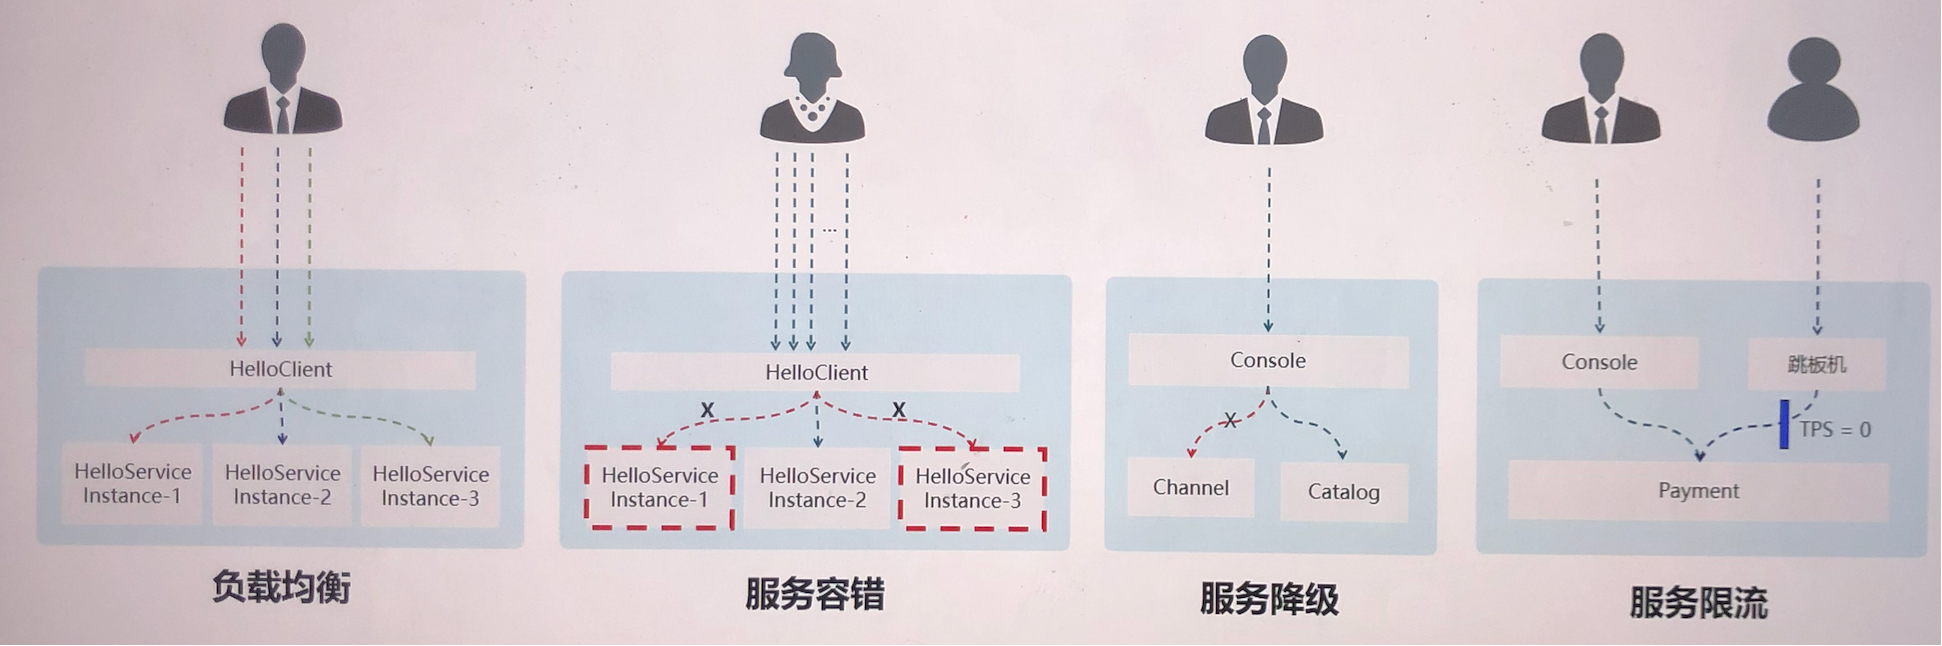 ...
HelloClient
X
X
HelloService
Instance-1
HelloService
Instance-2
HelloService
Instance-3
负载均衡
HelloClient
HelloService
Instance-1
HelloService
Instance-2
HelloService
Instance-3
服务容错
Console
X
Channel
Catalog
服务降级
Console
跳板机
TPS = 0
Payment
服务限流